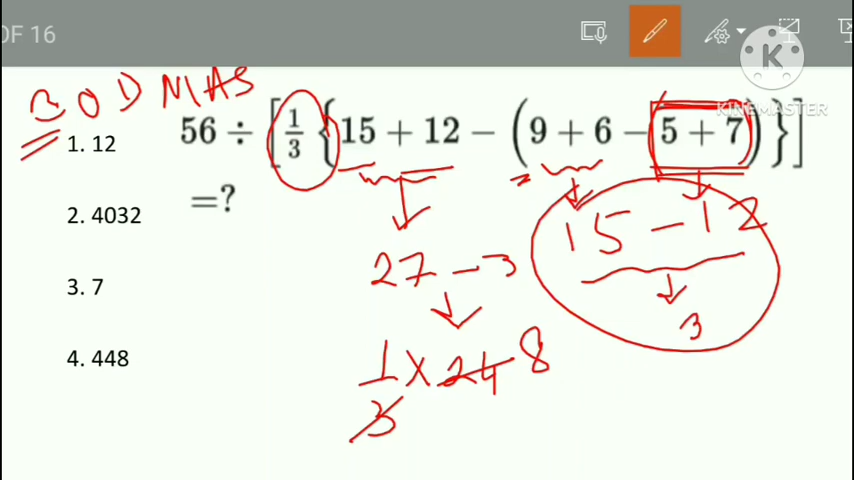 OF 16
K
KINEMASTER
BODMAS
56 ÷ [1/3 {15 + 12 − (9 + 6 − 5 + 7)}]
=?
1. 12
2. 4032
3. 7
4. 448
15 − 12
27 − 3
3
1/3 × 24 8